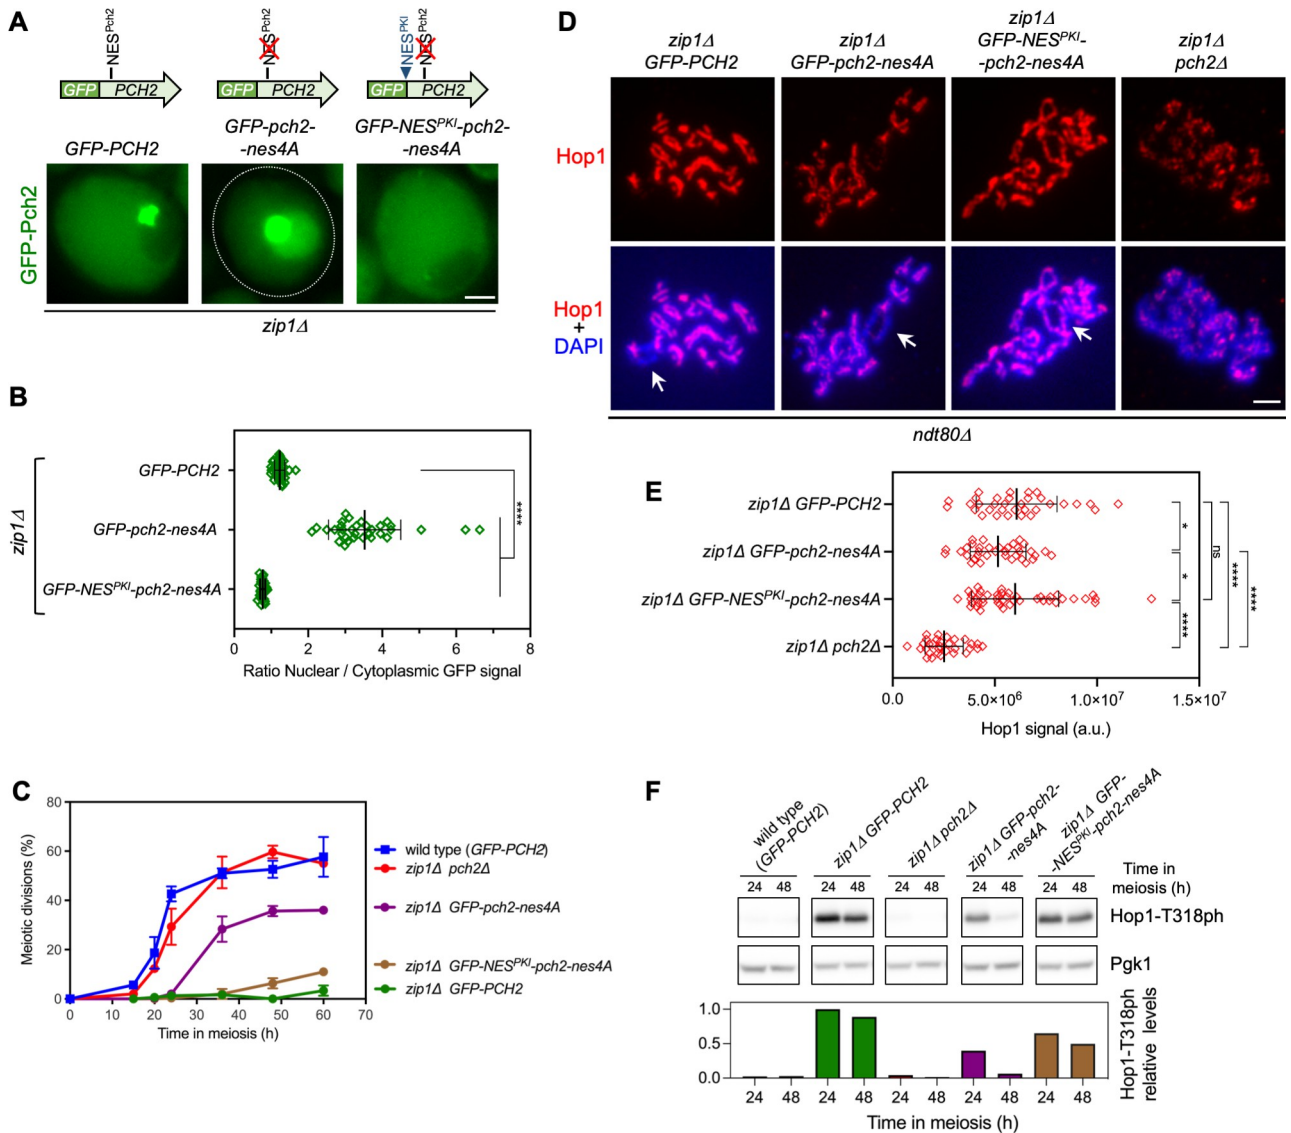 A
NES^Pch2
NES^Pch2
NES^PKI
NES^Pch2
GFP PCH2
GFP PCH2
GFP PCH2
GFP-PCH2
GFP-pch2-
-nes4A
GFP-NES^PKI-pch2-
-nes4A
GFP-Pch2
zip1Δ
B
zip1Δ
GFP-PCH2
GFP-pch2-nes4A
GFP-NES^PKI-pch2-nes4A
****
0 2 4 6 8
Ratio Nuclear / Cytoplasmic GFP signal
C
Meiotic divisions (%)
80
60
40
20
0
0 10 20 30 40 50 60 70
Time in meiosis (h)
wild type (GFP-PCH2)
zip1Δ pch2Δ
zip1Δ GFP-pch2-nes4A
zip1Δ GFP-NES^PKI-pch2-nes4A
zip1Δ GFP-PCH2
D
zip1Δ
GFP-PCH2
zip1Δ
GFP-pch2-nes4A
zip1Δ
GFP-NES^PKI-
-pch2-nes4A
zip1Δ
pch2Δ
Hop1
Hop1
+
DAPI
ndt80Δ
E
zip1Δ GFP-PCH2
zip1Δ GFP-pch2-nes4A
zip1Δ GFP-NES^PKI-pch2-nes4A
zip1Δ pch2Δ
*
*
****
ns
****
****
0.0 5.0×10⁶ 1.0×10⁷ 1.5×10⁷
Hop1 signal (a.u.)
F
wild type
(GFP-PCH2)
zip1Δ GFP-PCH2
zip1Δ pch2Δ
zip1Δ GFP-pch2-
-nes4A
zip1Δ GFP-
-NES^PKI-pch2-nes4A
Time in
meiosis (h)
24 48 24 48 24 48 24 48 24 48
Hop1-T318ph
Pgk1
1.0
0.5
0.0
Hop1-T318ph
relative levels
24 48 24 48 24 48 24 48 24 48
Time in meiosis (h)